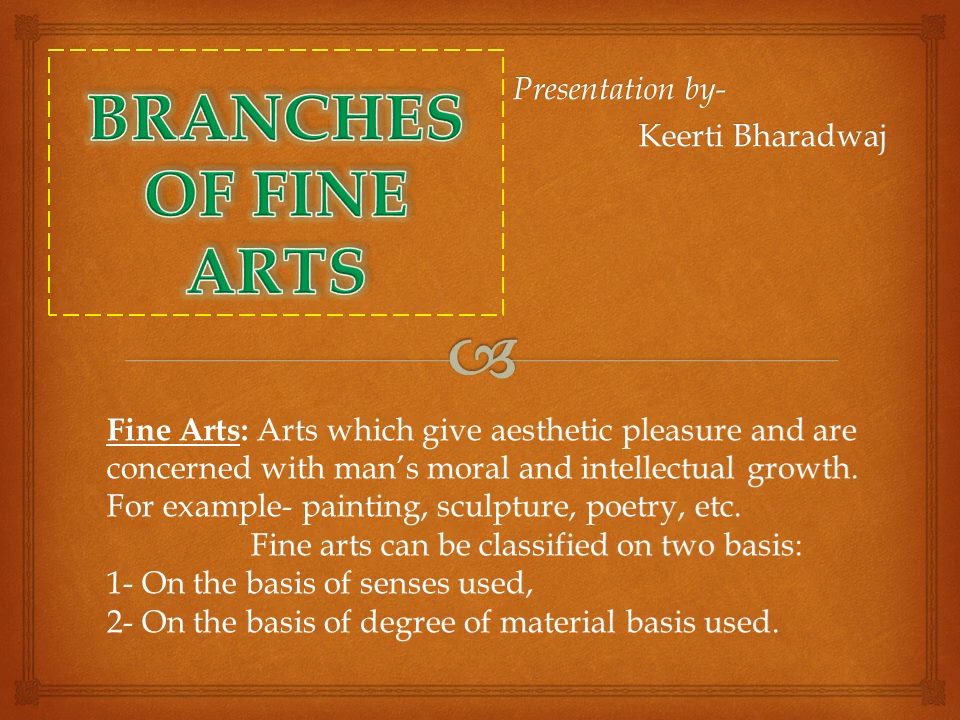 BRANCHES
OF FINE
ARTS
Presentation by-
Keerti Bharadwaj
Fine Arts: Arts which give aesthetic pleasure and are
concerned with man’s moral and intellectual growth.
For example- painting, sculpture, poetry, etc.
Fine arts can be classified on two basis:
1- On the basis of senses used,
2- On the basis of degree of material basis used.